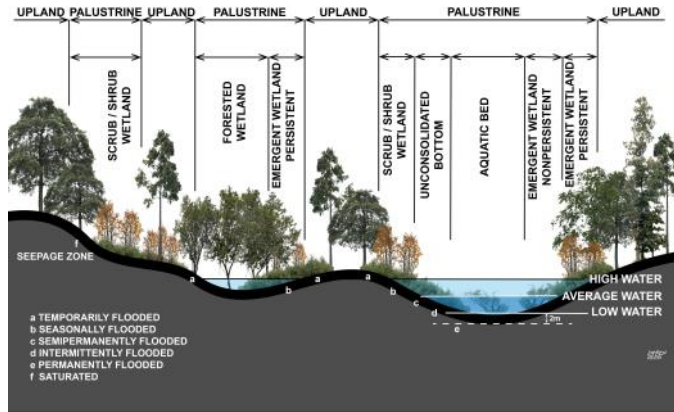 UPLAND PALUSTRINE UPLAND PALUSTRINE UPLAND PALUSTRINE UPLAND
SCRUB / SHRUB
WETLAND
FORESTED
WETLAND
EMERGENT WETLAND
PERSISTENT
SCRUB / SHRUB
WETLAND
UNCONSOLIDATED
BOTTOM
AQUATIC BED
EMERGENT WETLAND
NONPERSISTENT
EMERGENT WETLAND
PERSISTENT
f
SEEPAGE ZONE
a
b
a
a
b
c
d
e
HIGH WATER
AVERAGE WATER
LOW WATER
2m
a TEMPORARILY FLOODED
b SEASONALLY FLOODED
c SEMIPERMANENTLY FLOODED
d INTERMITTENTLY FLOODED
e PERMANENTLY FLOODED
f SATURATED